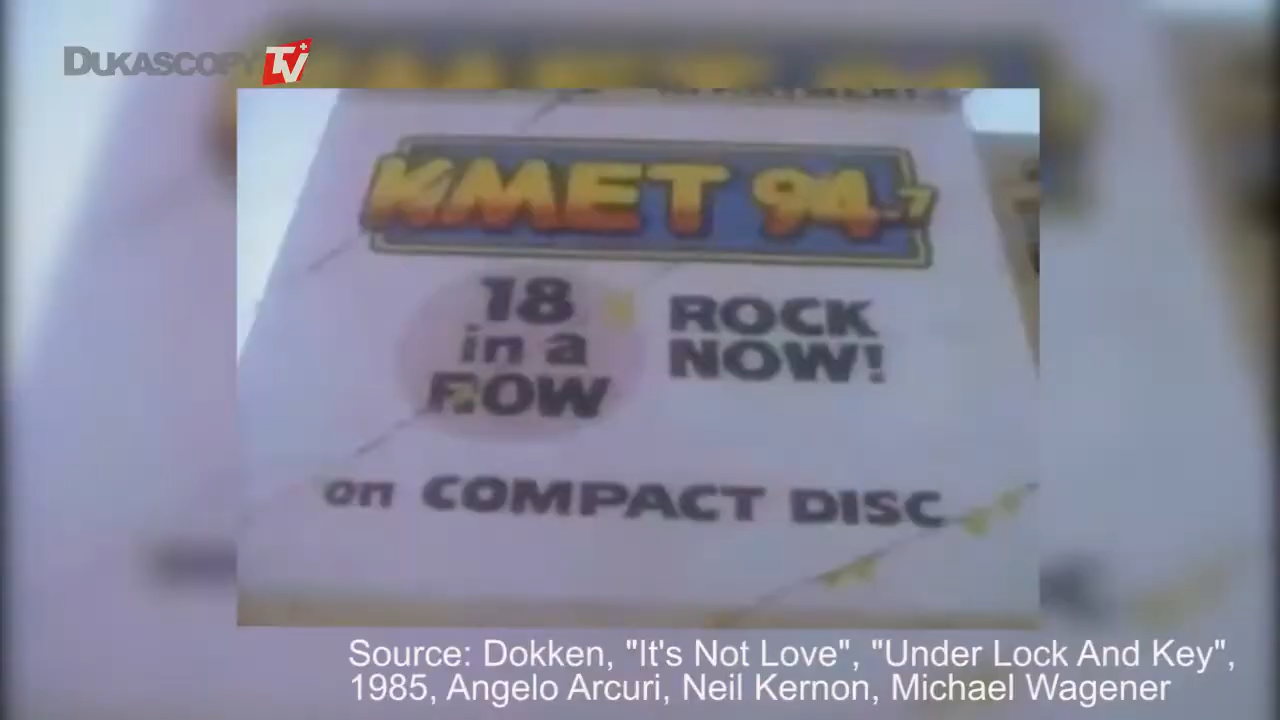 DUKASCOPY TV
KMET 94.7
18
in a
ROW
ROCK
NOW!
on COMPACT DISC
Source: Dokken, "It's Not Love", "Under Lock And Key",
1985, Angelo Arcuri, Neil Kernon, Michael Wagener